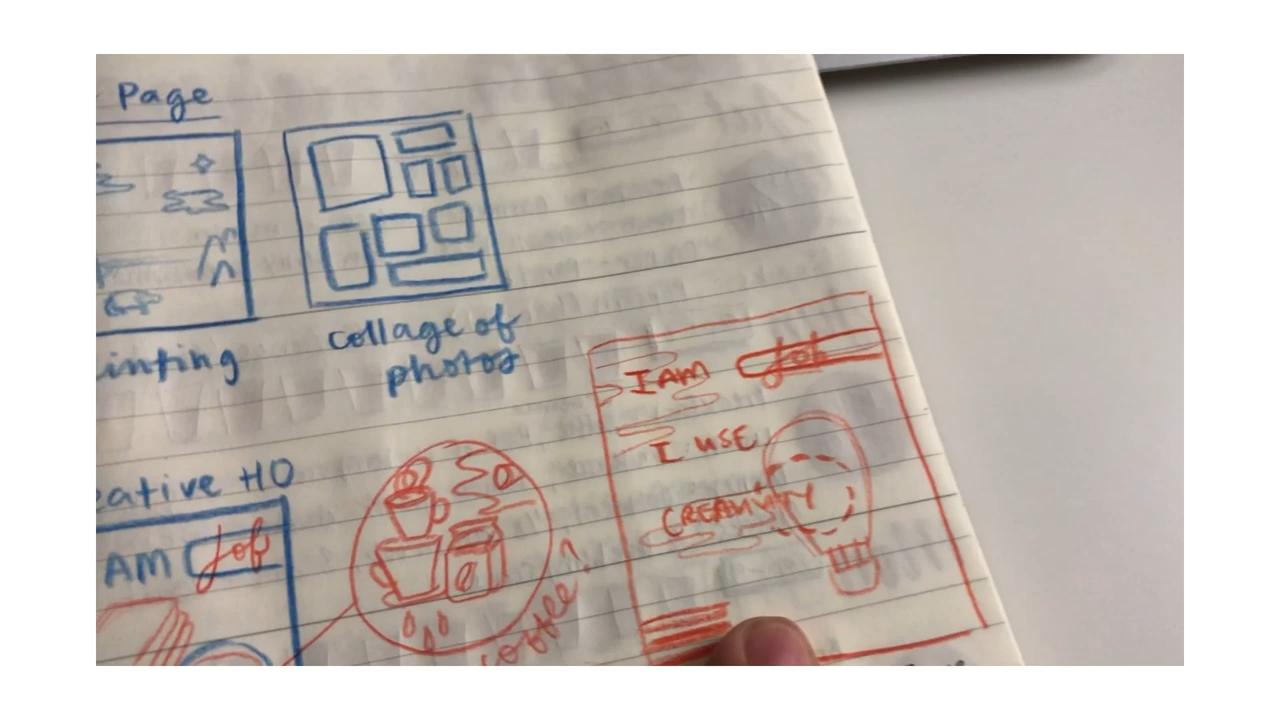 Page
inting
collage of
photos
eative HO
AM Job
coffee?
I AM Job
I USE
CREATIVITY